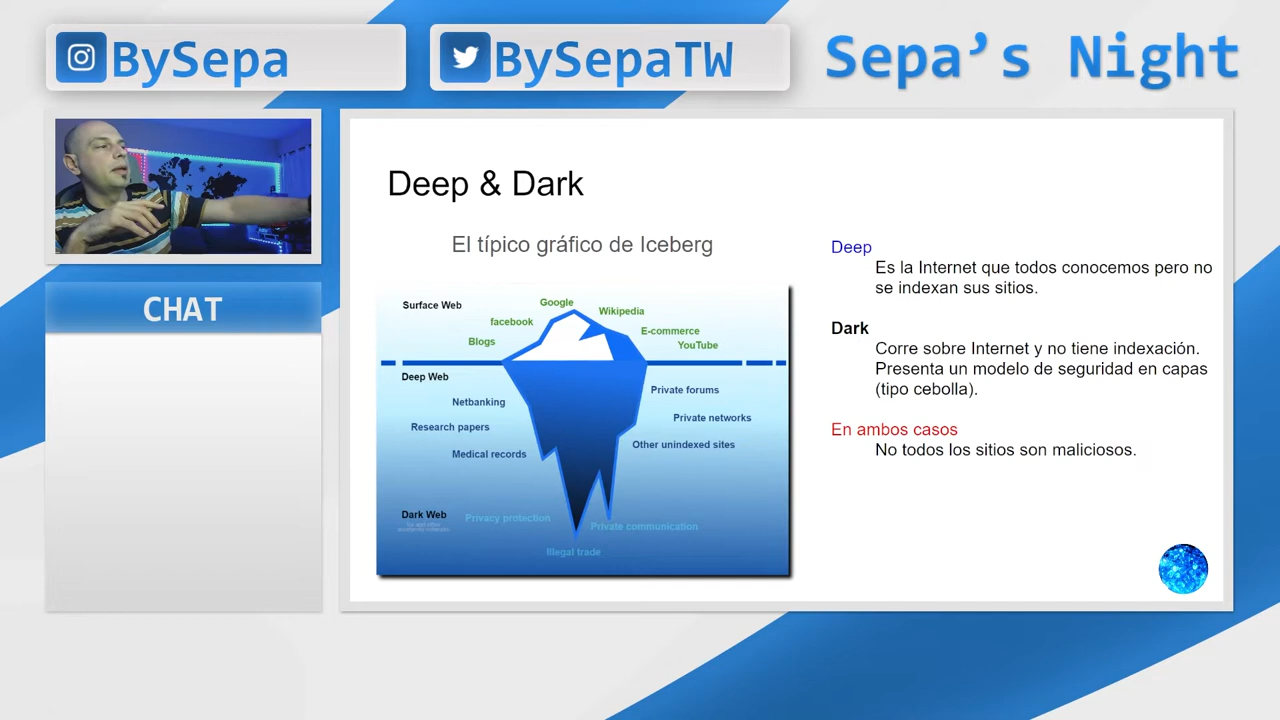 BySepa
BySepaTW
Sepa’s Night
CHAT
Deep & Dark
El típico gráfico de Iceberg
Surface Web
Google
Wikipedia
facebook
E-commerce
Blogs
YouTube
Deep Web
Netbanking
Private forums
Research papers
Private networks
Medical records
Other unindexed sites
Dark Web
Privacy protection
Private communication
Illegal trade
Deep
Es la Internet que todos conocemos pero no
se indexan sus sitios.
Dark
Corre sobre Internet y no tiene indexación.
Presenta un modelo de seguridad en capas
(tipo cebolla).
En ambos casos
No todos los sitios son maliciosos.